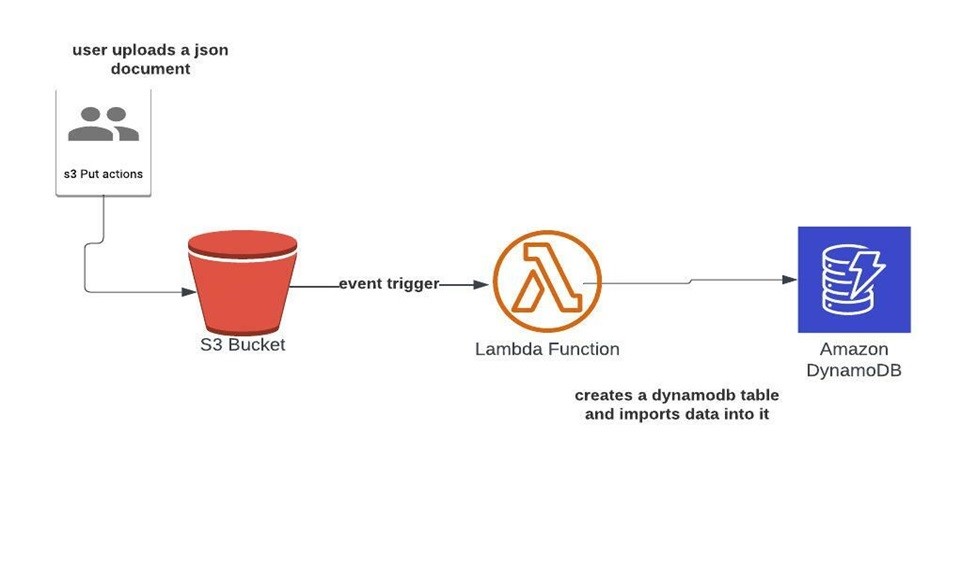 user uploads a json
document
s3 Put actions
event trigger
S3 Bucket
Lambda Function
Amazon
DynamoDB
creates a dynamodb table
and imports data into it